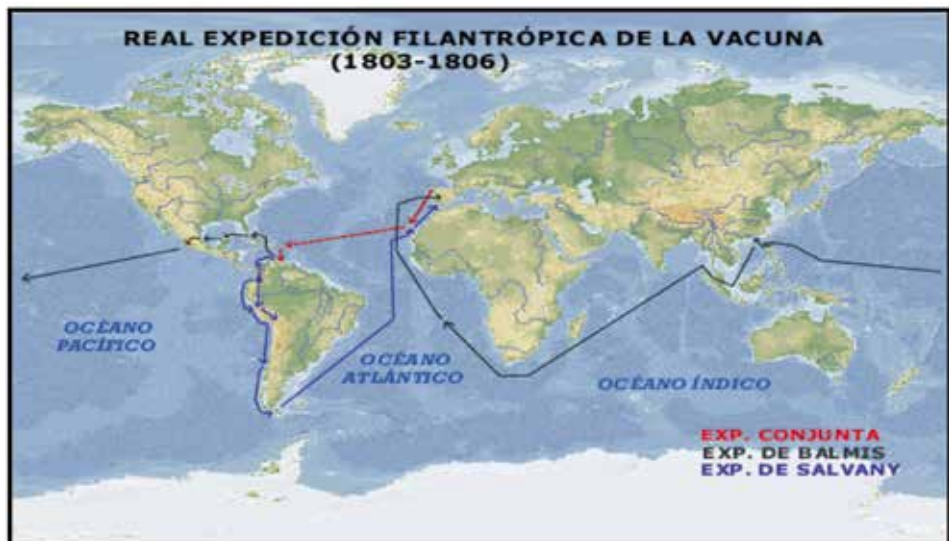 REAL EXPEDICIÓN FILANTRÓPICA DE LA VACUNA
(1803-1806)
OCÉANO
PACÍFICO
OCÉANO
ATLÁNTICO
OCÉANO ÍNDICO
EXP. CONJUNTA
EXP. DE BALMIS
EXP. DE SALVANY